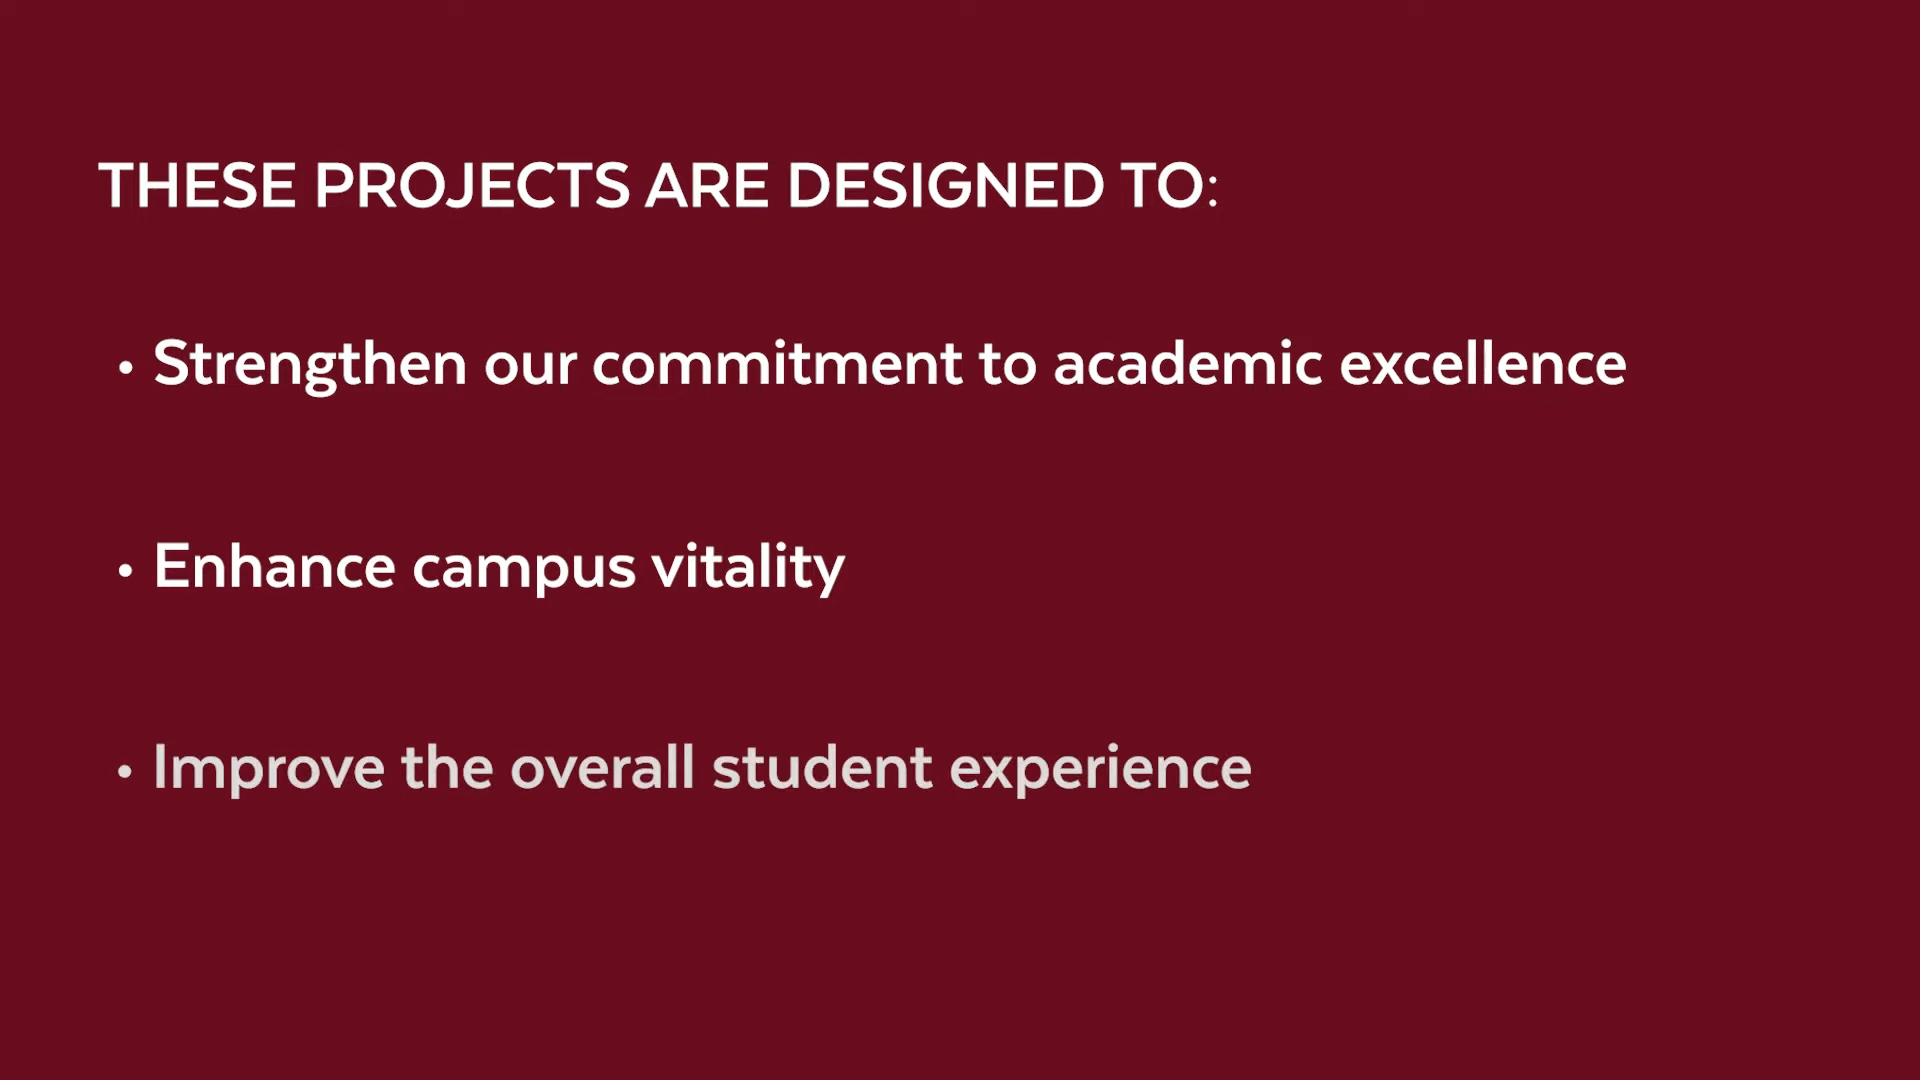 THESE PROJECTS ARE DESIGNED TO:
• Strengthen our commitment to academic excellence
• Enhance campus vitality
• Improve the overall student experience